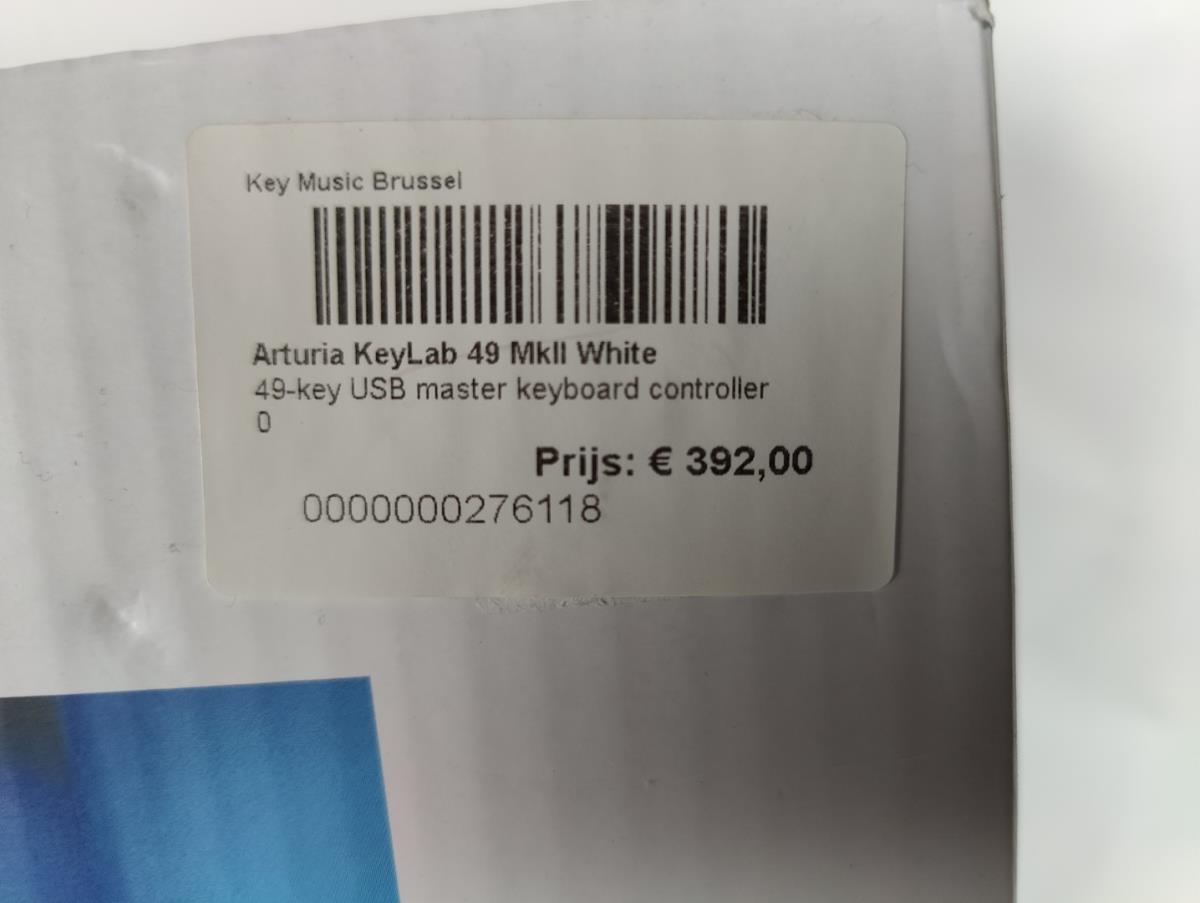 Key Music Brussel
Arturia KeyLab 49 MkII White
49-key USB master keyboard controller
0
Prijs: € 392,00
0000000276118